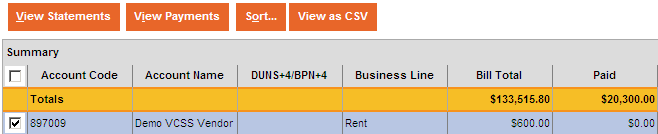 View Statements View Payments Sort... View as CSV
Summary
Account Code Account Name DUNS+4/BPN+4 Business Line Bill Total Paid
Totals $133,515.80 $20,300.00
897009 Demo VCSS Vendor Rent $600.00 $0.00